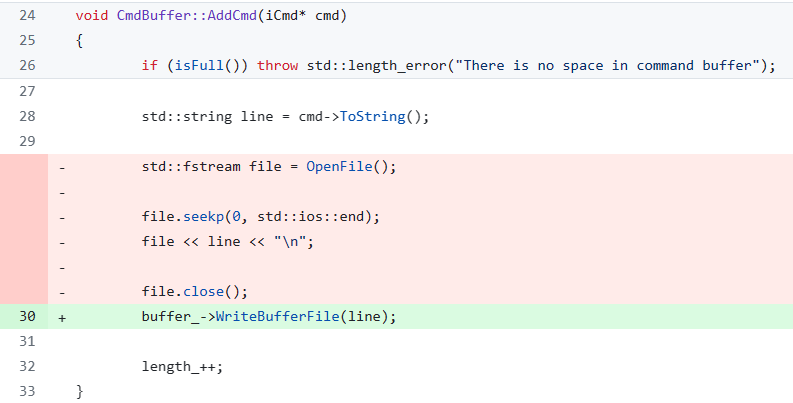 24 void CmdBuffer::AddCmd(iCmd* cmd)
25 {
26 if (isFull()) throw std::length_error("There is no space in command buffer");
27
28 std::string line = cmd->ToString();
29
- std::fstream file = OpenFile();
-
- file.seekp(0, std::ios::end);
- file << line << "\n";
-
- file.close();
30 + buffer_->WriteBufferFile(line);
31
32 length_++;
33 }